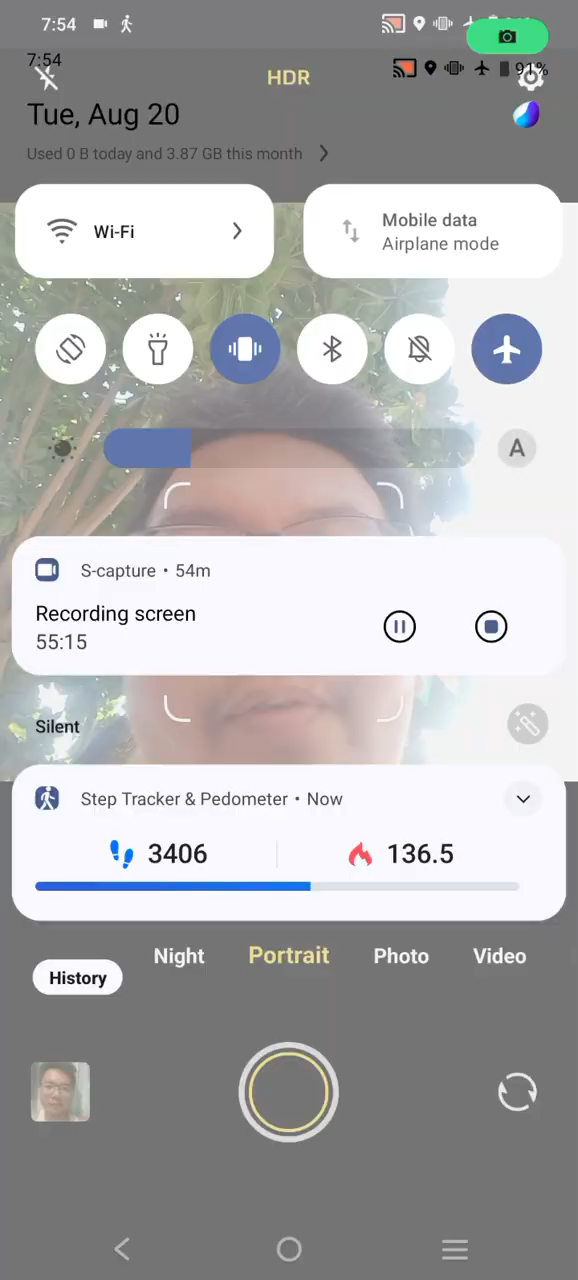 7:54
7:54
91%
HDR
Tue, Aug 20
Used 0 B today and 3.87 GB this month
Wi-Fi
Mobile data
Airplane mode
A
S-capture • 54m
Recording screen
55:15
Silent
Step Tracker & Pedometer • Now
3406
136.5
Night
Portrait
Photo
Video
History